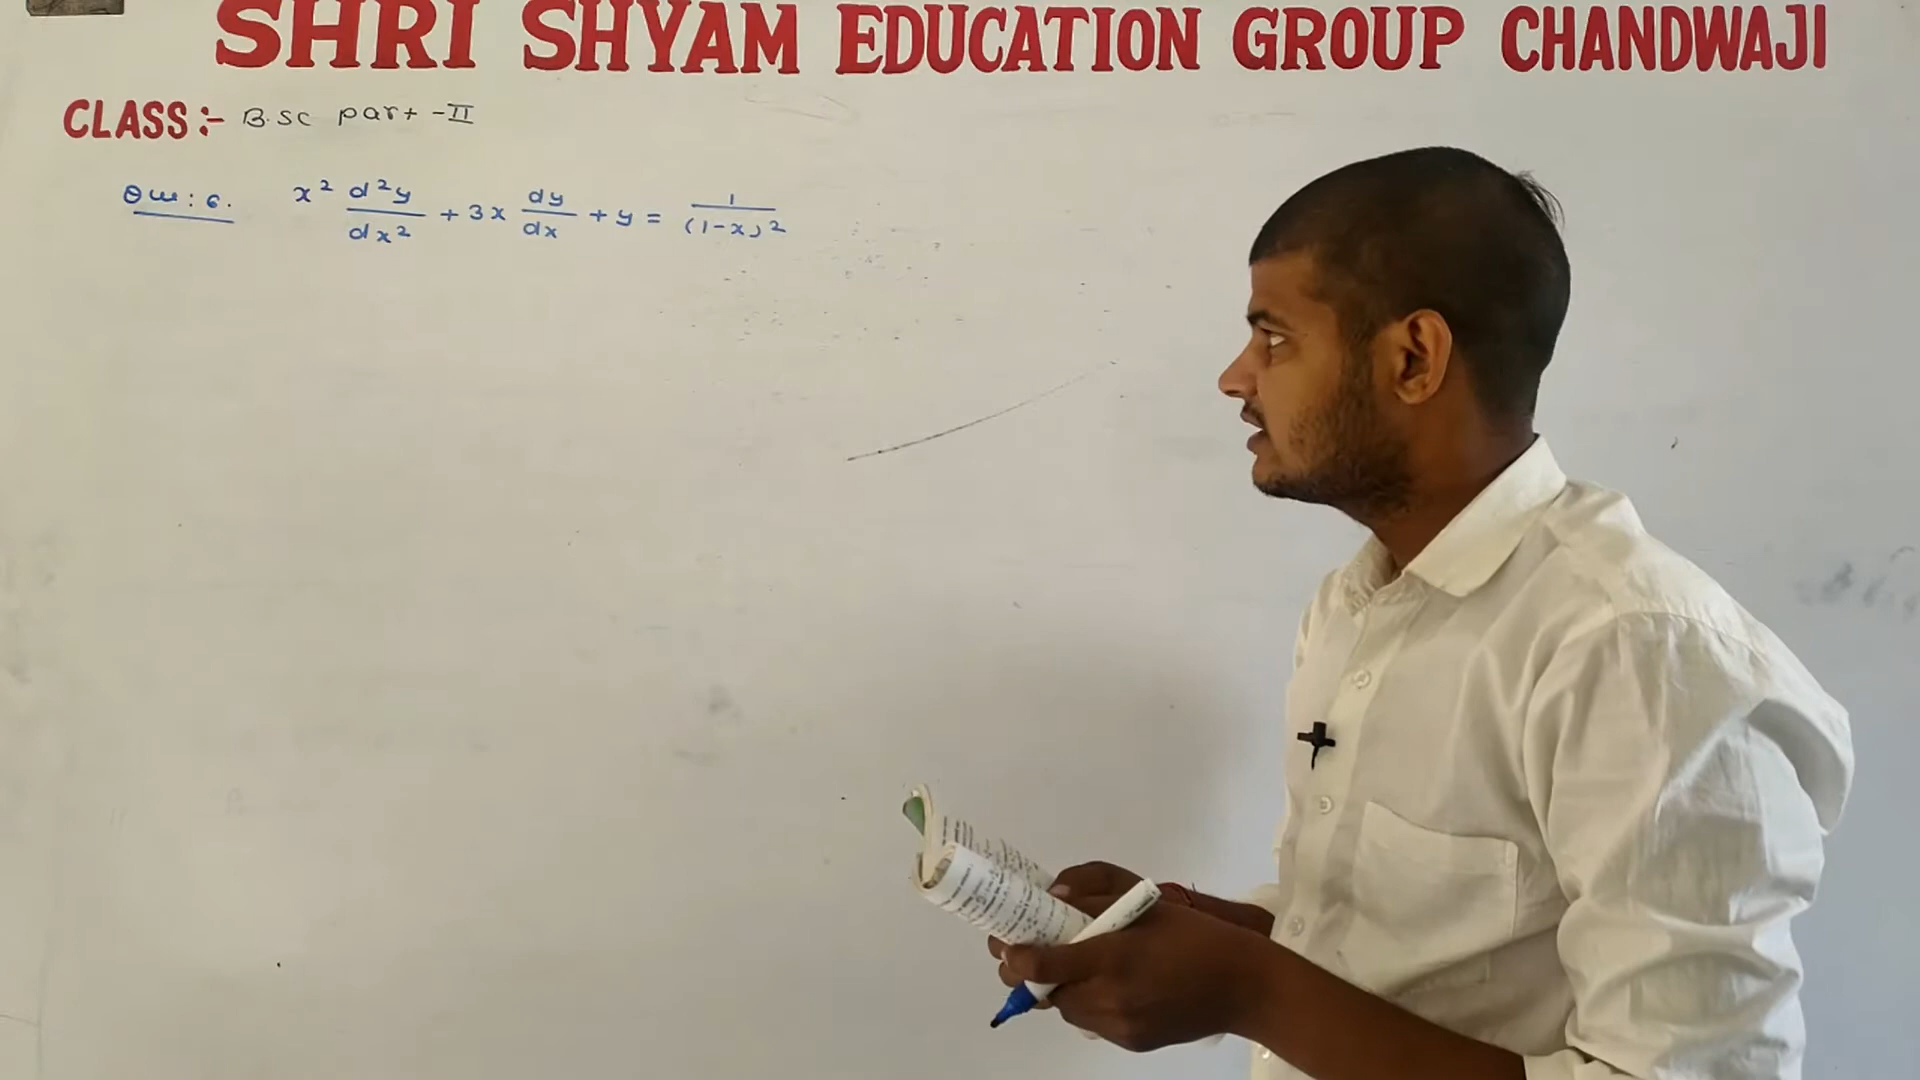 SHRI SHYAM EDUCATION GROUP CHANDWAJI
CLASS:- B.SC part -II
Que: 6. x² d²y/dx² + 3x dy/dx + y = 1/(1-x)²